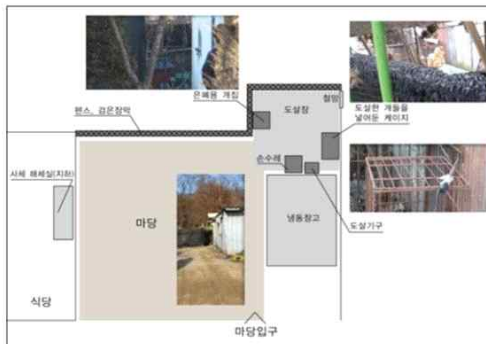 은폐용 개집
도살장
철망
도살한 개들을
넣어둔 케이지
펜스, 검은장막
손수레
사체 해체실(지하)
냉동창고
도살기구
마당
식당
마당입구